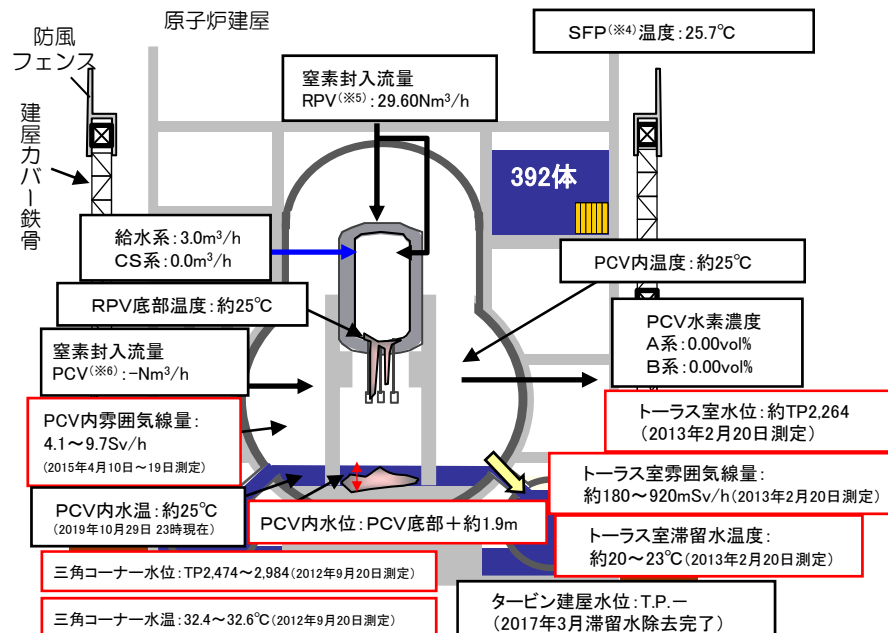 原子炉建屋
防風
フェンス
建屋カバー鉄骨
SFP(※4)温度:25.7℃
窒素封入流量
RPV(※5):29.60Nm³/h
392体
給水系:3.0m³/h
CS系:0.0m³/h
PCV内温度:約25℃
RPV底部温度:約25℃
PCV水素濃度
A系:0.00vol%
B系:0.00vol%
窒素封入流量
PCV(※6):-Nm³/h
PCV内雰囲気線量:
4.1~9.7Sv/h
(2015年4月10日~19日測定)
トーラス室水位:約TP2,264
(2013年2月20日測定)
トーラス室雰囲気線量:
約180~920mSv/h(2013年2月20日測定)
PCV内水温:約25℃
(2019年10月29日 23時現在)
PCV内水位:PCV底部+約1.9m
トーラス室滞留水温度:
約20~23℃(2013年2月20日測定)
三角コーナー水位:TP2,474~2,984(2012年9月20日測定)
三角コーナー水温:32.4~32.6℃(2012年9月20日測定)
タービン建屋水位:T.P.-
(2017年3月滞留水除去完了)